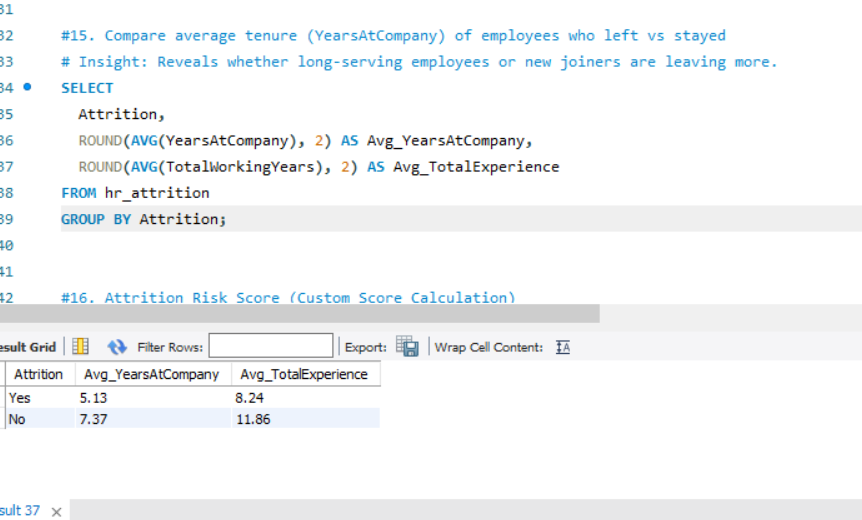 31
32 #15. Compare average tenure (YearsAtCompany) of employees who left vs stayed
33 # Insight: Reveals whether long-serving employees or new joiners are leaving more.
34 SELECT
35 Attrition,
36 ROUND(AVG(YearsAtCompany), 2) AS Avg_YearsAtCompany,
37 ROUND(AVG(TotalWorkingYears), 2) AS Avg_TotalExperience
38 FROM hr_attrition
39 GROUP BY Attrition;
40
41
42 #16. Attrition Risk Score (Custom Score Calculation)
esult Grid Filter Rows: Export: Wrap Cell Content: IA
Attrition Avg_YearsAtCompany Avg_TotalExperience
Yes 5.13 8.24
No 7.37 11.86
sult 37 ×